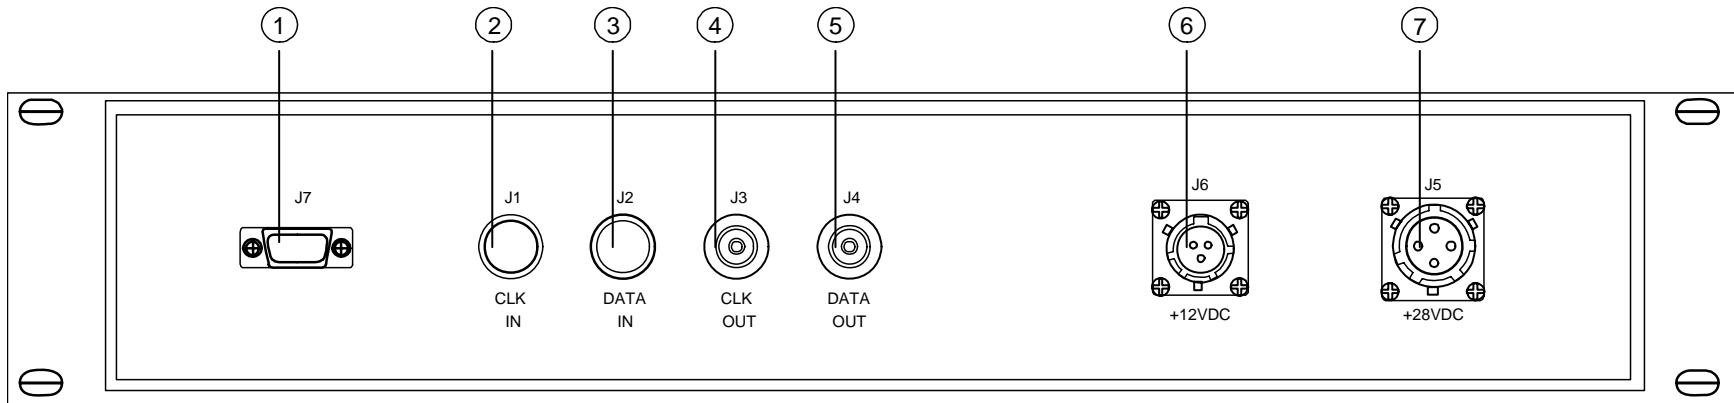 1 2 3 4 5 6 7
J7 J1 J2 J3 J4 J6 J5
CLK DATA CLK DATA
IN IN OUT OUT
+12VDC +28VDC